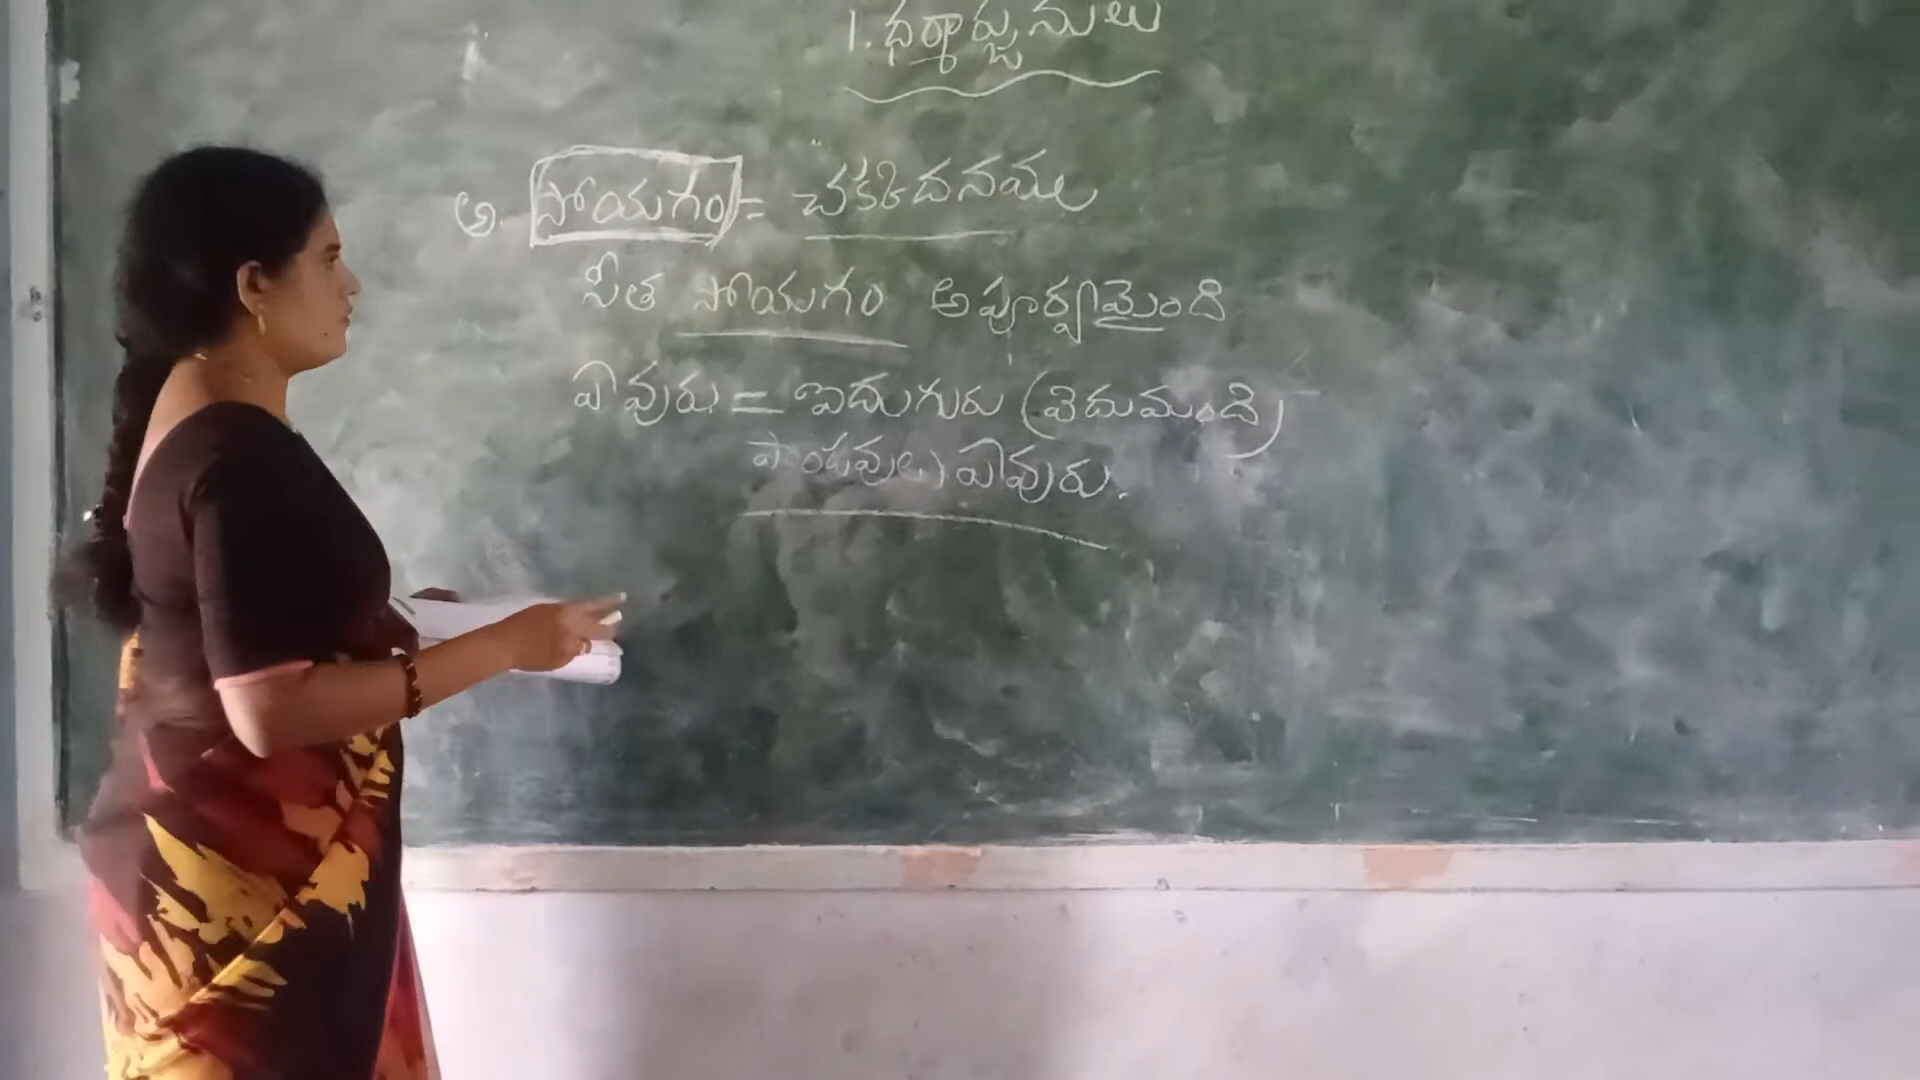 1. ధర్మార్జునులు
అ. సోయగం = చక్కదనము
సీత సోయగం అపూర్వమైంది
ఏవురు = ఐదుగురు (ఐదుమంది)
పాండవులు ఏవురు.